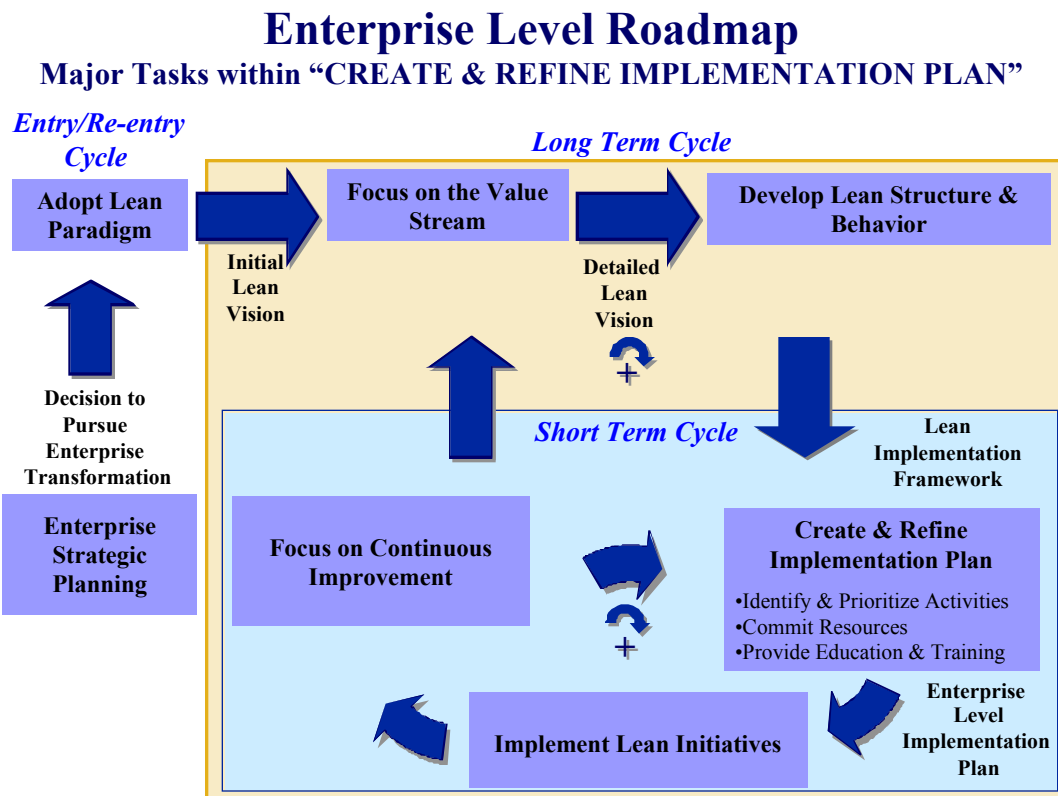 Enterprise Level Roadmap
Major Tasks within “CREATE & REFINE IMPLEMENTATION PLAN”
Entry/Re-entry
Cycle
Long Term Cycle
Adopt Lean
Paradigm
Focus on the Value
Stream
Develop Lean Structure &
Behavior
Initial
Lean
Vision
Detailed
Lean
Vision
+
Decision to
Pursue
Enterprise
Transformation
Short Term Cycle
Lean
Implementation
Framework
Enterprise
Strategic
Planning
Focus on Continuous
Improvement
Create & Refine
Implementation Plan
•Identify & Prioritize Activities
•Commit Resources
•Provide Education & Training
+
Implement Lean Initiatives
Enterprise
Level
Implementation
Plan